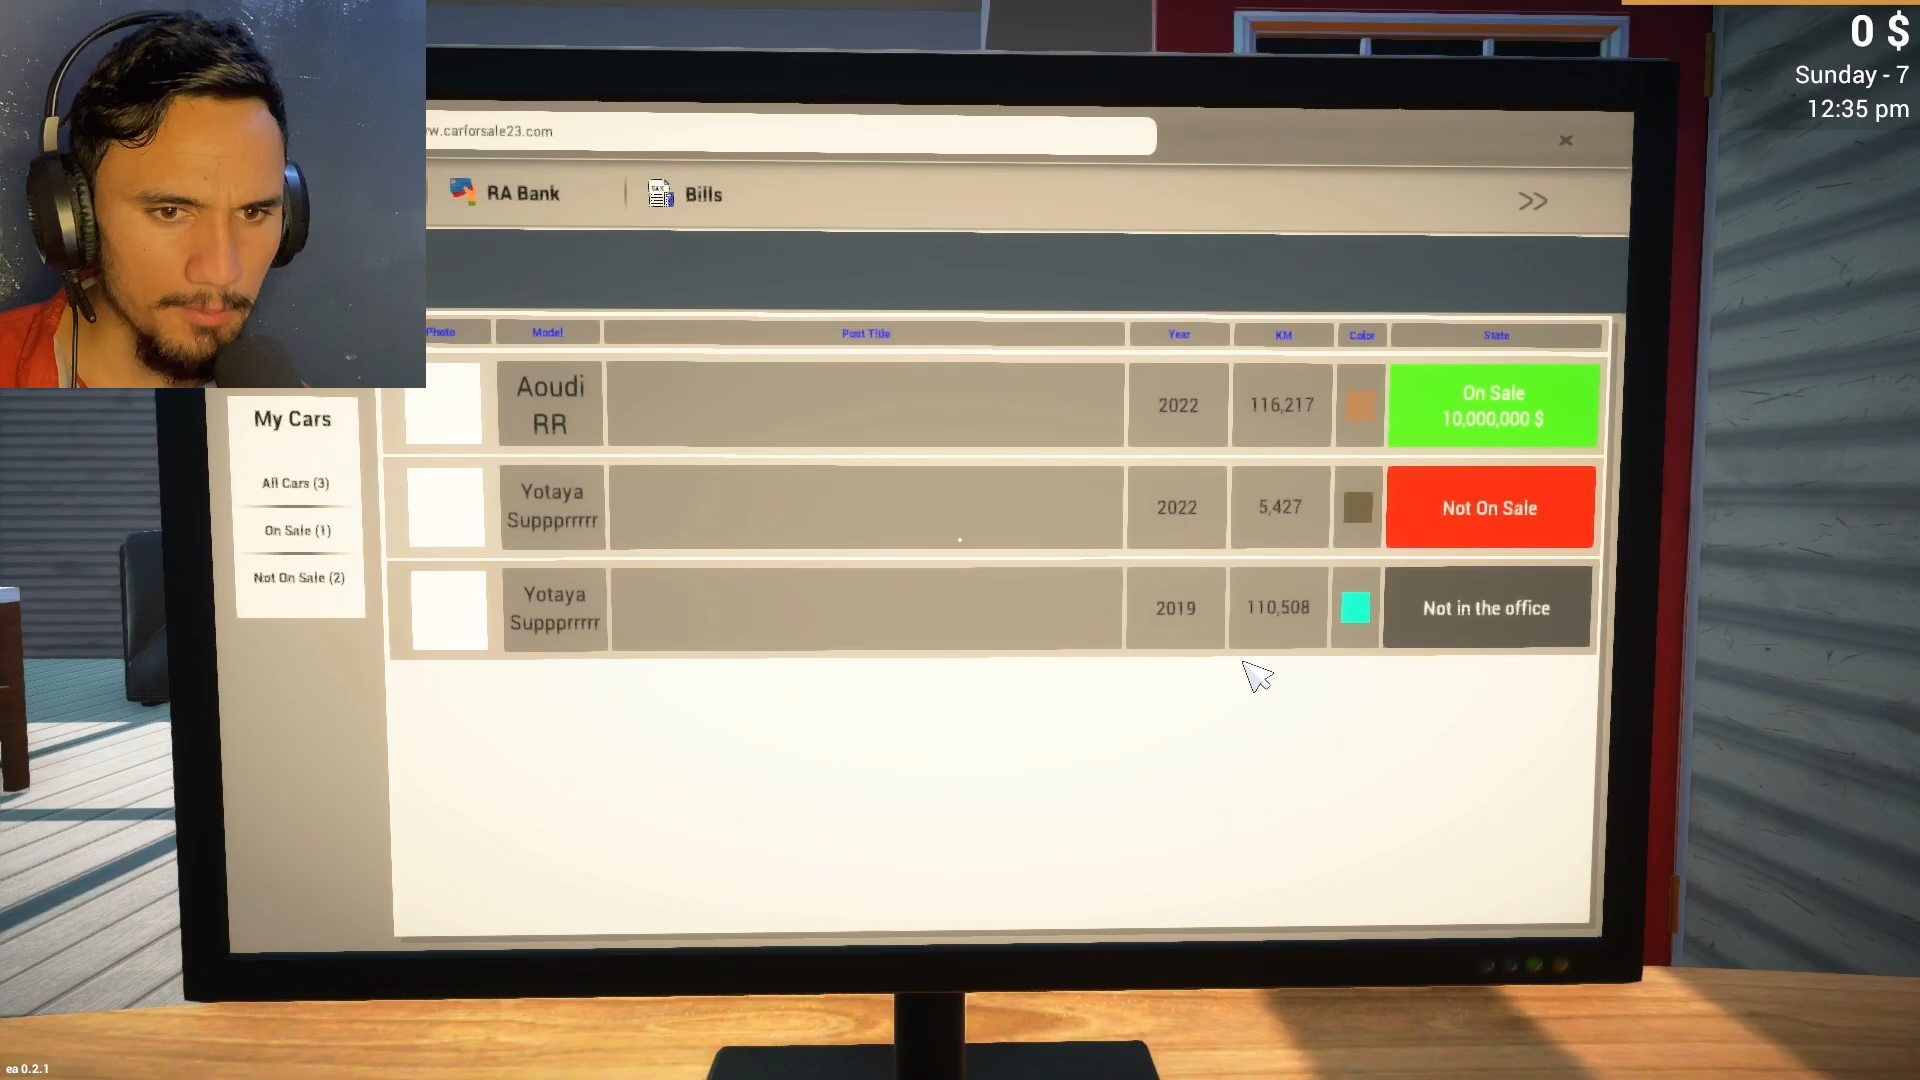 0 $
Sunday - 7
12:35 pm
w.carforsale23.com
RA Bank
Bills
Photo Model Post Title Year KM Color State
Aoudi RR 2022 116,217 On Sale 10,000,000 $
Yotaya Supprrrrr 2022 5,427 Not On Sale
Yotaya Supprrrrr 2019 110,508 Not in the office
My Cars
All Cars (3)
On Sale (1)
Not On Sale (2)
ea 0.2.1